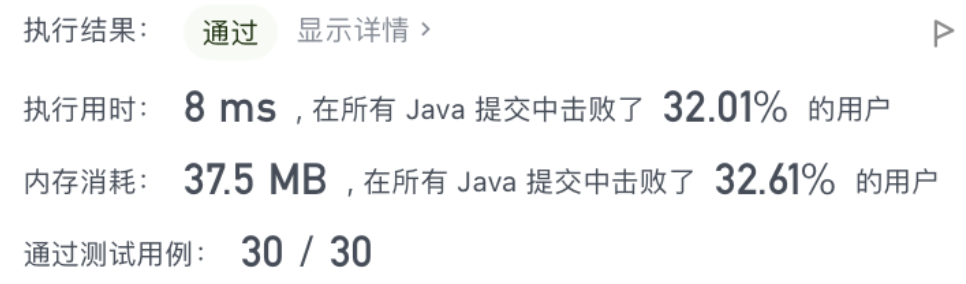 执行结果： 通过 显示详情 >
执行用时： 8 ms , 在所有 Java 提交中击败了 32.01% 的用户
内存消耗： 37.5 MB , 在所有 Java 提交中击败了 32.61% 的用户
通过测试用例： 30 / 30